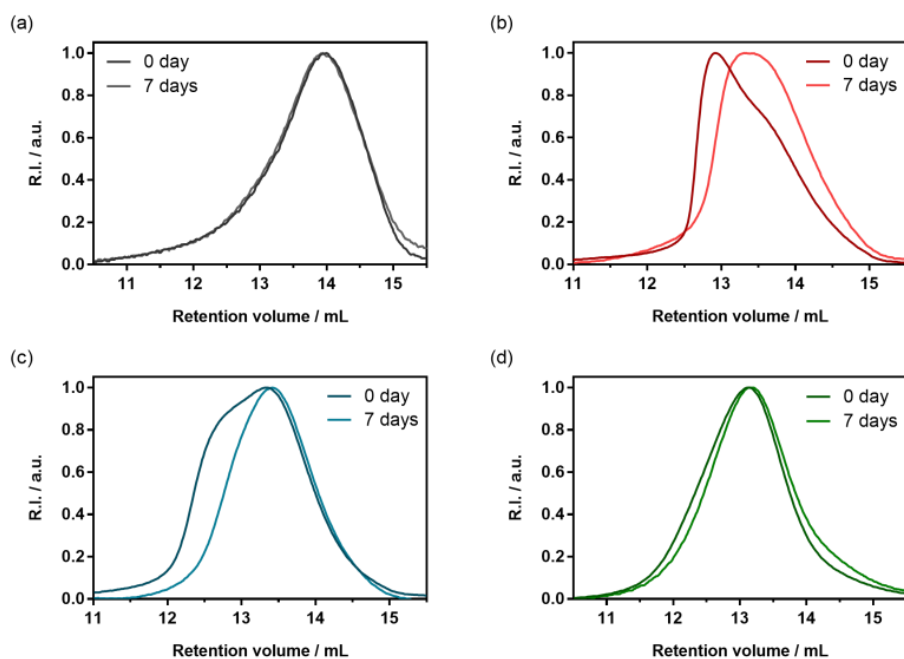 (a)
0 day
7 days
R.I. / a.u.
1.0
0.8
0.6
0.4
0.2
0.0
11 12 13 14 15
Retention volume / mL
(b)
0 day
7 days
R.I. / a.u.
1.0
0.8
0.6
0.4
0.2
0.0
11 12 13 14 15
Retention volume / mL
(c)
0 day
7 days
R.I. / a.u.
1.0
0.8
0.6
0.4
0.2
0.0
11 12 13 14 15
Retention volume / mL
(d)
0 day
7 days
R.I. / a.u.
1.0
0.8
0.6
0.4
0.2
0.0
11 12 13 14 15
Retention volume / mL